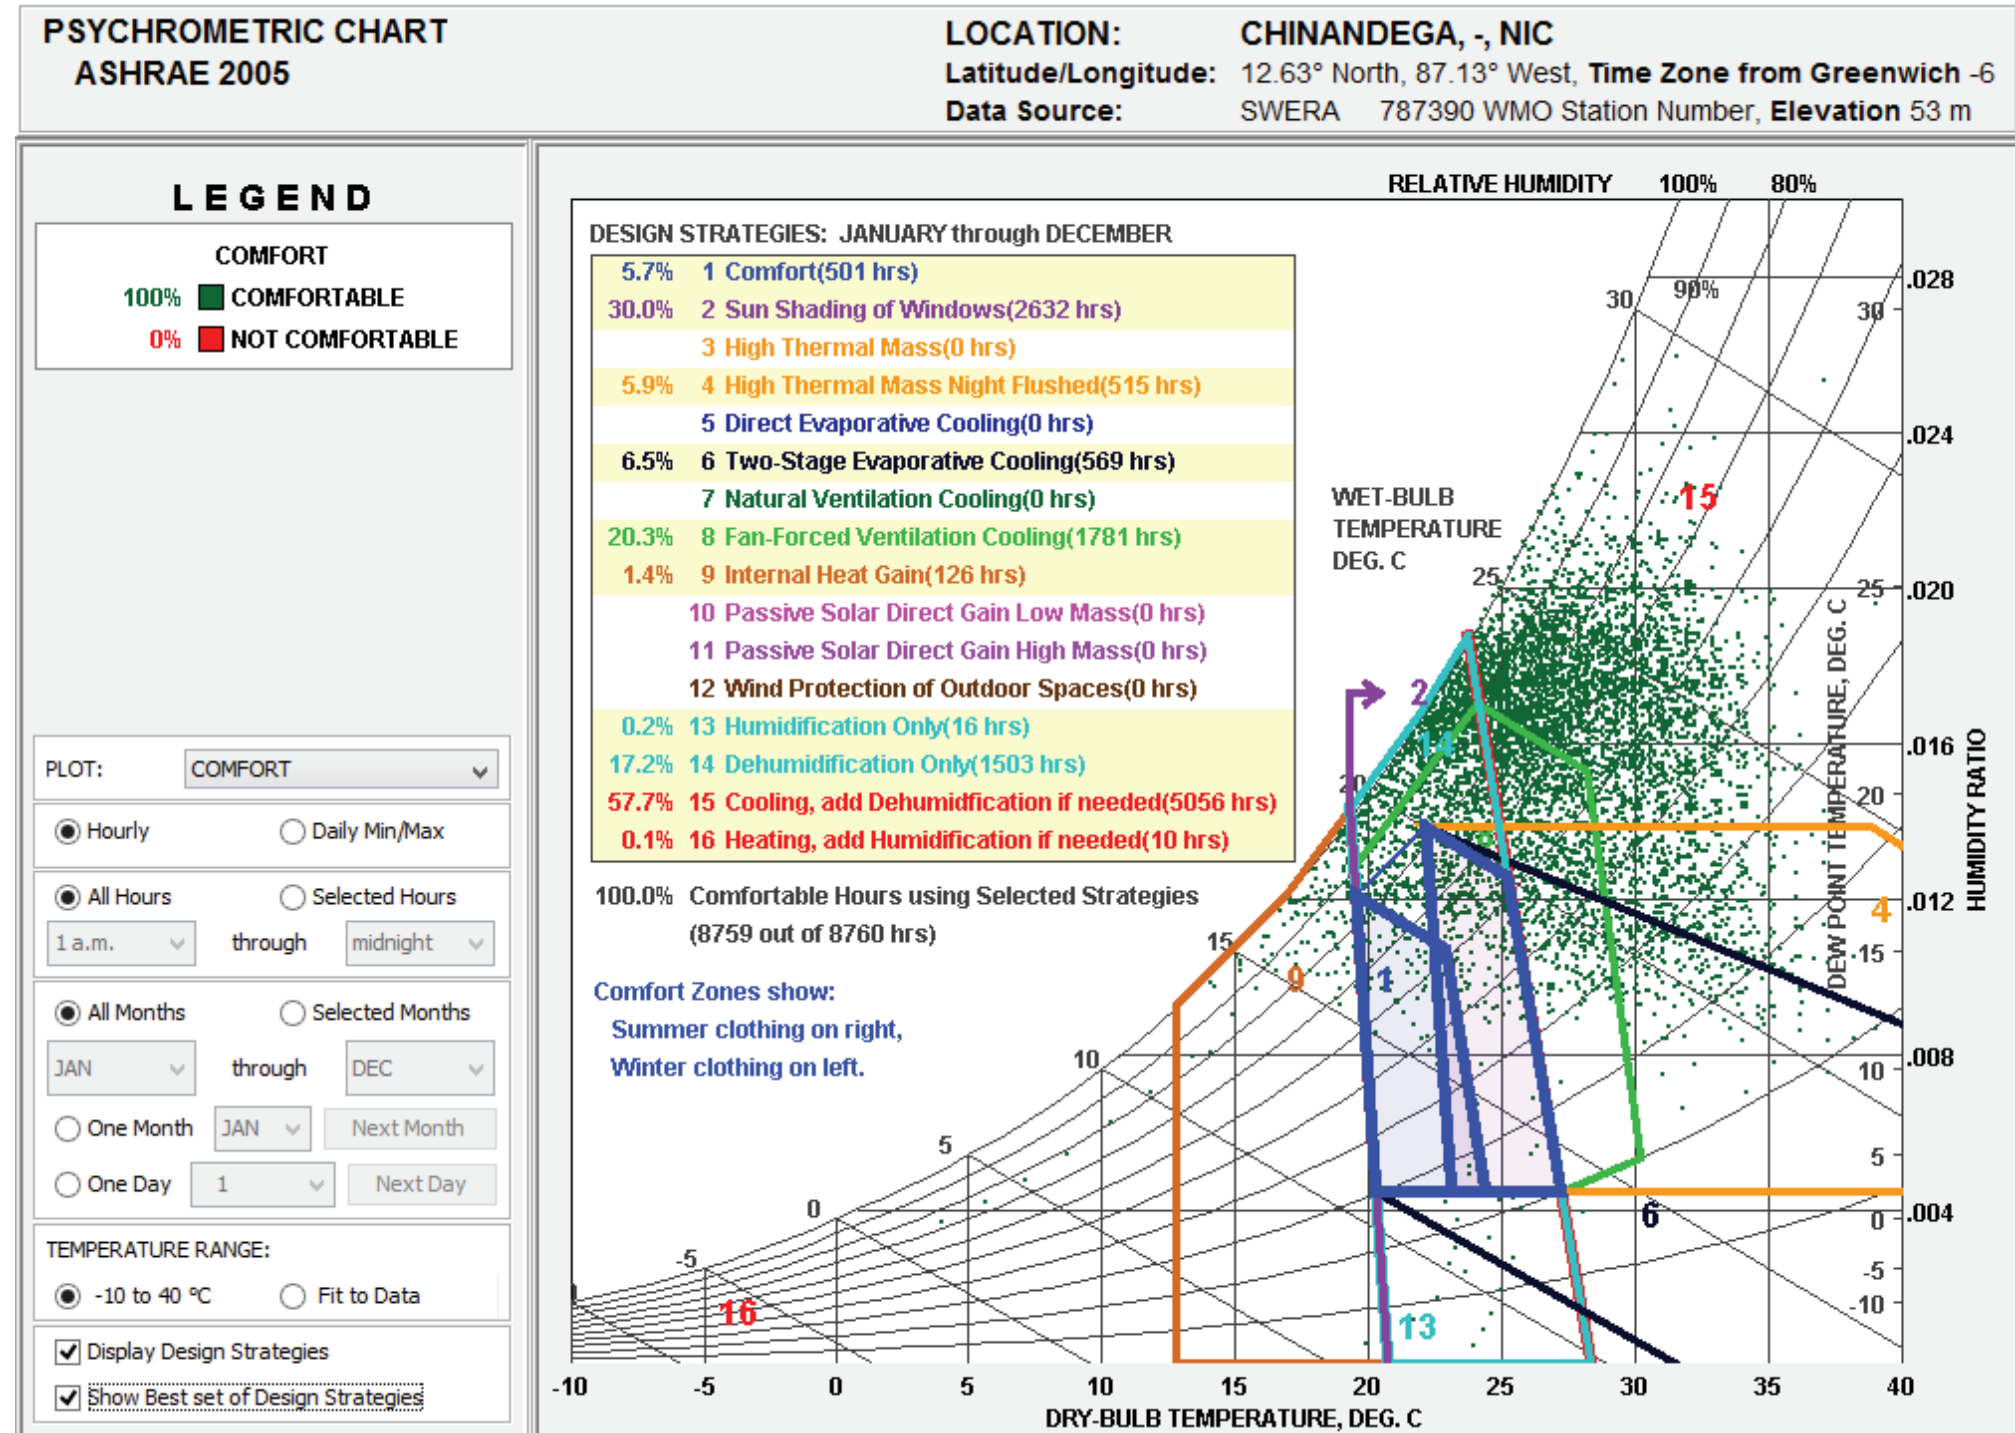 PSYCHROMETRIC CHART
ASHRAE 2005
LOCATION: CHINANDEGA, -, NIC
Latitude/Longitude: 12.63° North, 87.13° West, Time Zone from Greenwich -6
Data Source: SWERA 787390 WMO Station Number, Elevation 53 m
LEGEND
COMFORT
100% COMFORTABLE
0% NOT COMFORTABLE
PLOT: COMFORT
Hourly Daily Min/Max
All Hours Selected Hours
1 a.m. through midnight
All Months Selected Months
JAN through DEC
One Month JAN Next Month
One Day 1 Next Day
TEMPERATURE RANGE:
-10 to 40 °C Fit to Data
Display Design Strategies
Show Best set of Design Strategies
RELATIVE HUMIDITY 100% 80%
90%
DESIGN STRATEGIES: JANUARY through DECEMBER
5.7% 1 Comfort(501 hrs)
30.0% 2 Sun Shading of Windows(2632 hrs)
3 High Thermal Mass(0 hrs)
5.9% 4 High Thermal Mass Night Flushed(515 hrs)
5 Direct Evaporative Cooling(0 hrs)
6.5% 6 Two-Stage Evaporative Cooling(569 hrs)
7 Natural Ventilation Cooling(0 hrs)
20.3% 8 Fan-Forced Ventilation Cooling(1781 hrs)
1.4% 9 Internal Heat Gain(126 hrs)
10 Passive Solar Direct Gain Low Mass(0 hrs)
11 Passive Solar Direct Gain High Mass(0 hrs)
12 Wind Protection of Outdoor Spaces(0 hrs)
0.2% 13 Humidification Only(16 hrs)
17.2% 14 Dehumidification Only(1503 hrs)
57.7% 15 Cooling, add Dehumidfication if needed(5056 hrs)
0.1% 16 Heating, add Humidification if needed(10 hrs)
100.0% Comfortable Hours using Selected Strategies
(8759 out of 8760 hrs)
Comfort Zones show:
Summer clothing on right,
Winter clothing on left.
WET-BULB
TEMPERATURE
DEG. C
30
25
20
15
10
5
0
-5
15
2
14
1
9
4
6
13
16
DEW POINT TEMPERATURE, DEG. C
30
25
20
15
10
5
0
-5
-10
HUMIDITY RATIO
.028
.024
.020
.016
.012
.008
.004
-10 -5 0 5 10 15 20 25 30 35 40
DRY-BULB TEMPERATURE, DEG. C